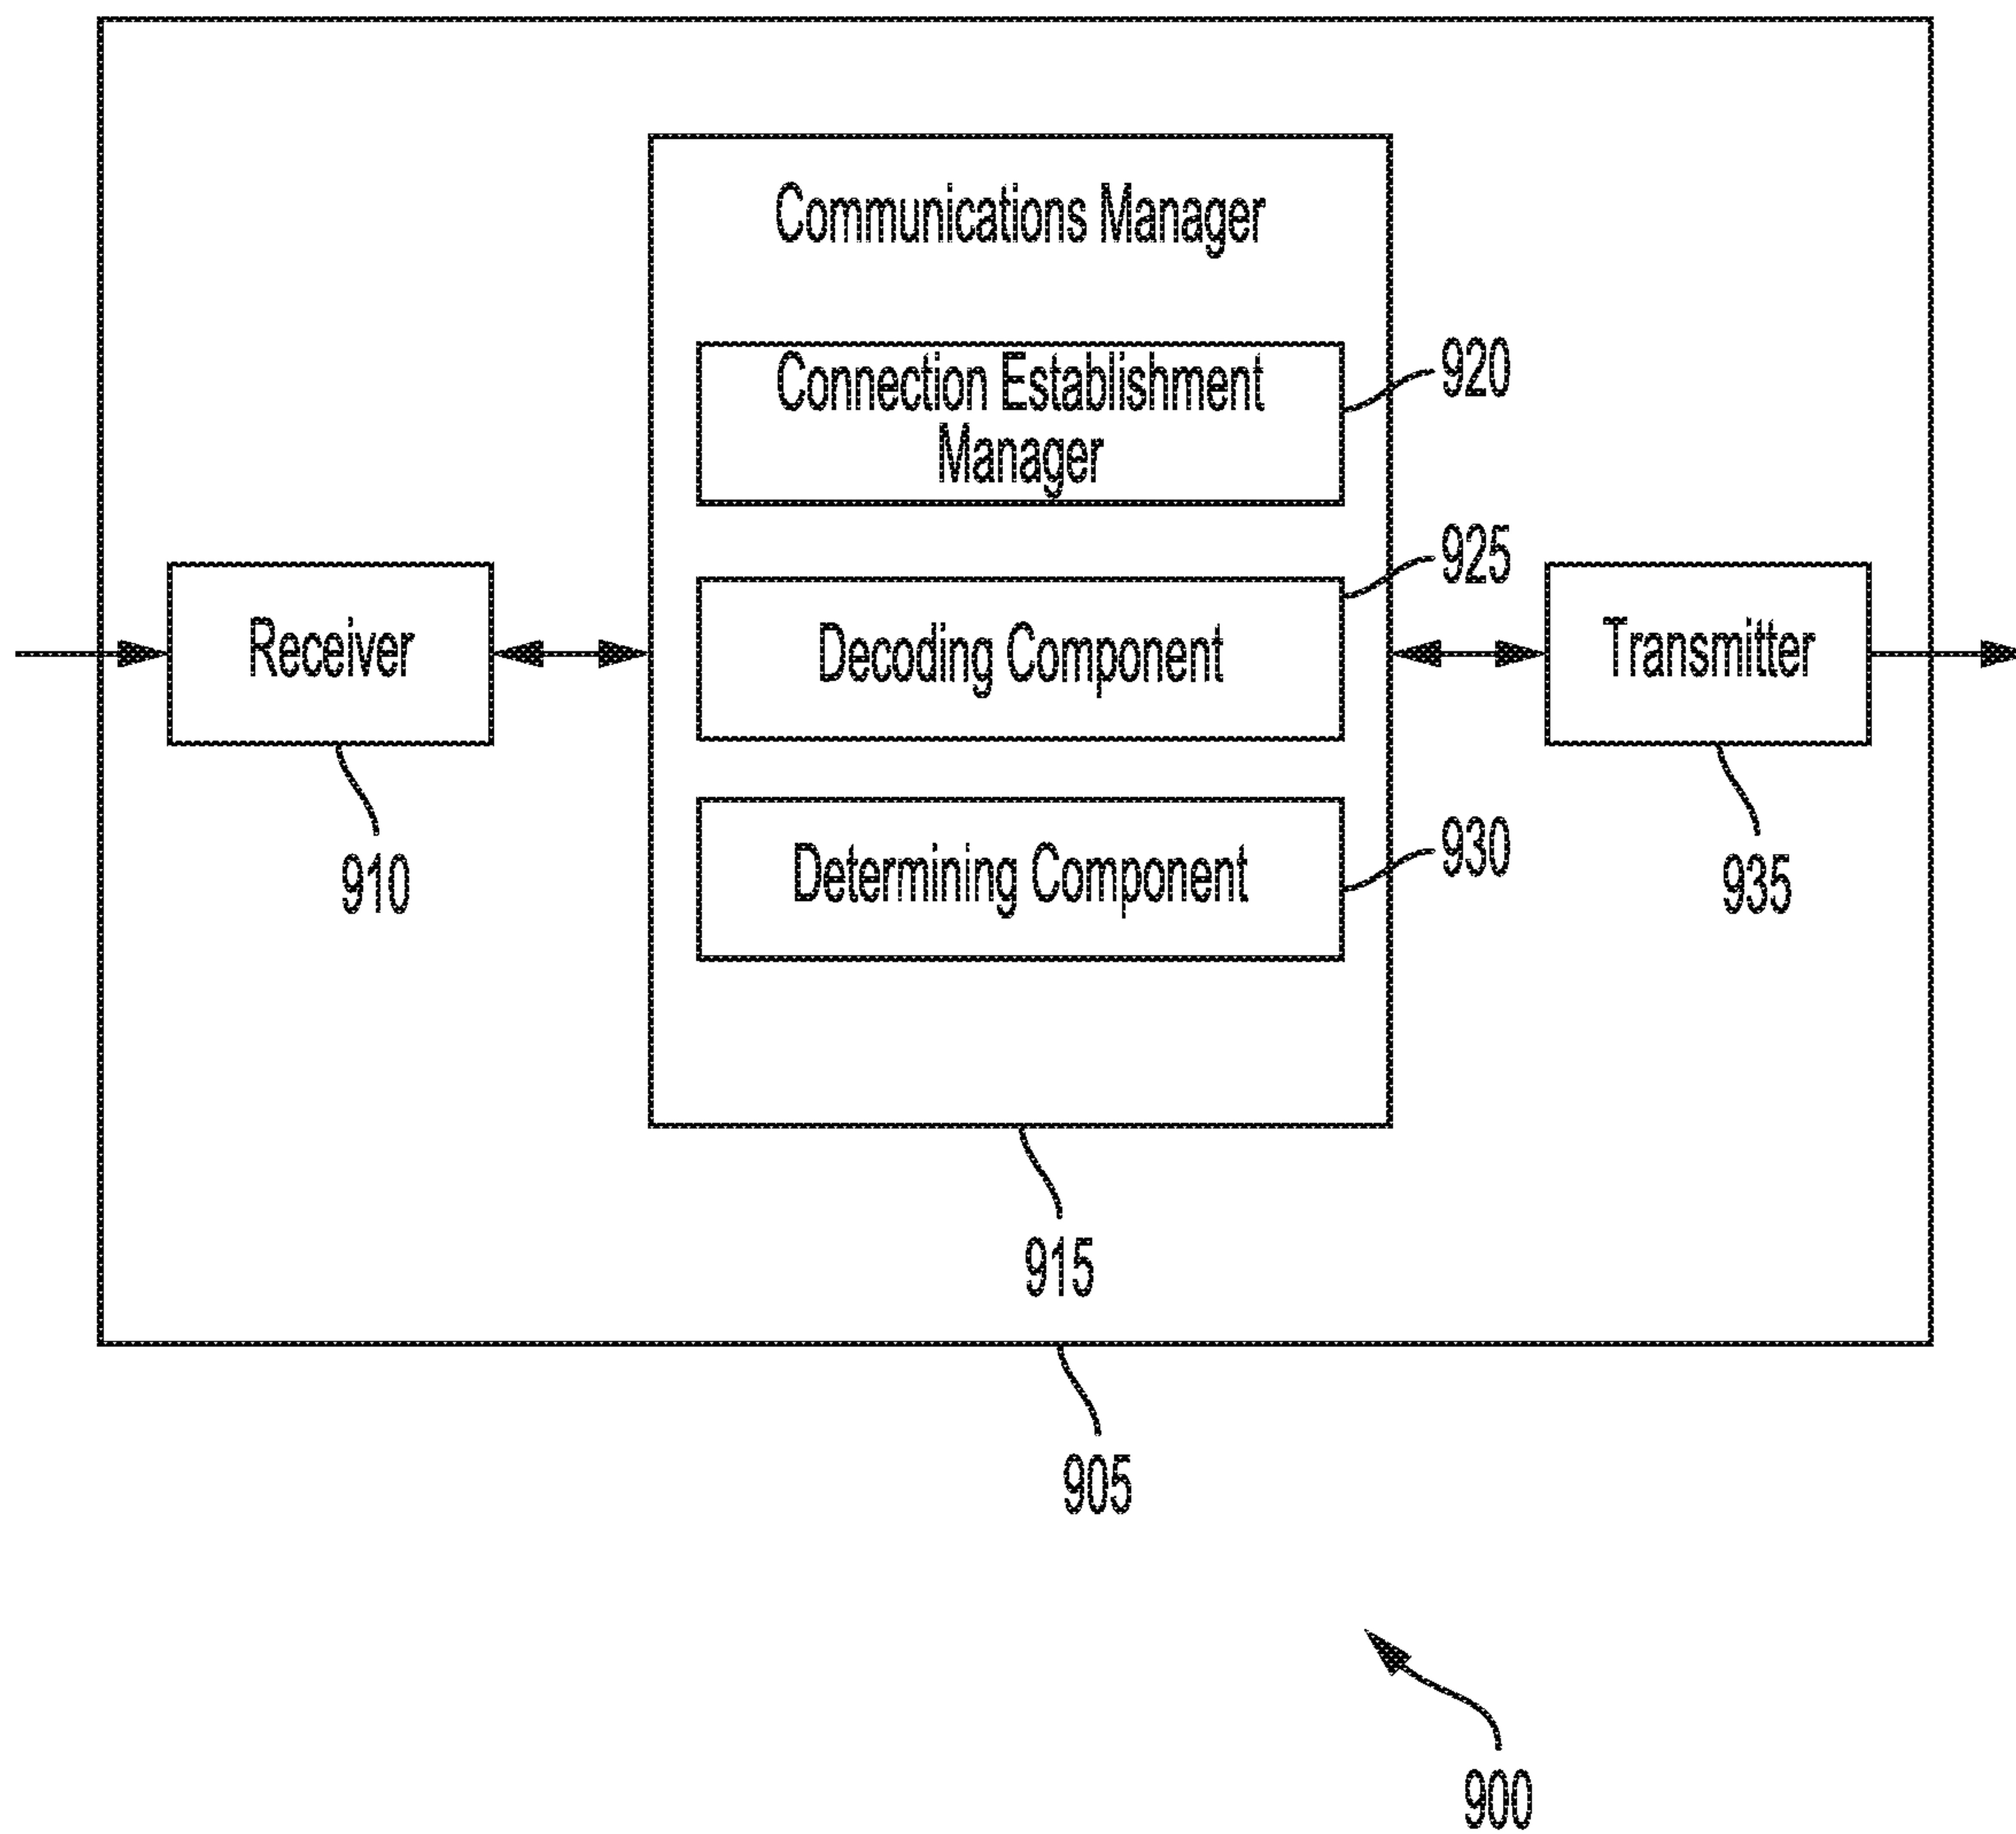 Communications Manager
Connection Establishment
Manager
920
Decoding Component
925
Determining Component
930
Receiver
910
Transmitter
935
915
905
900